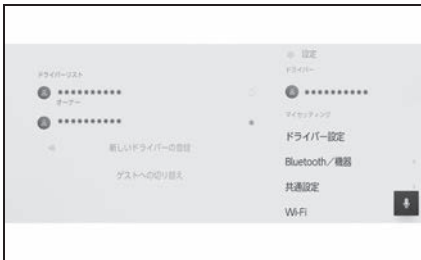 ドライバーリスト
●●●●●●●●●●
オーナー
●●●●●●●●●●
新しいドライバーの登録
ゲストへの切り替え
設定
ドライバー
●●●●●●●●●●
マイセッティング
ドライバー設定
Bluetooth／機器
共通設定
Wi-Fi